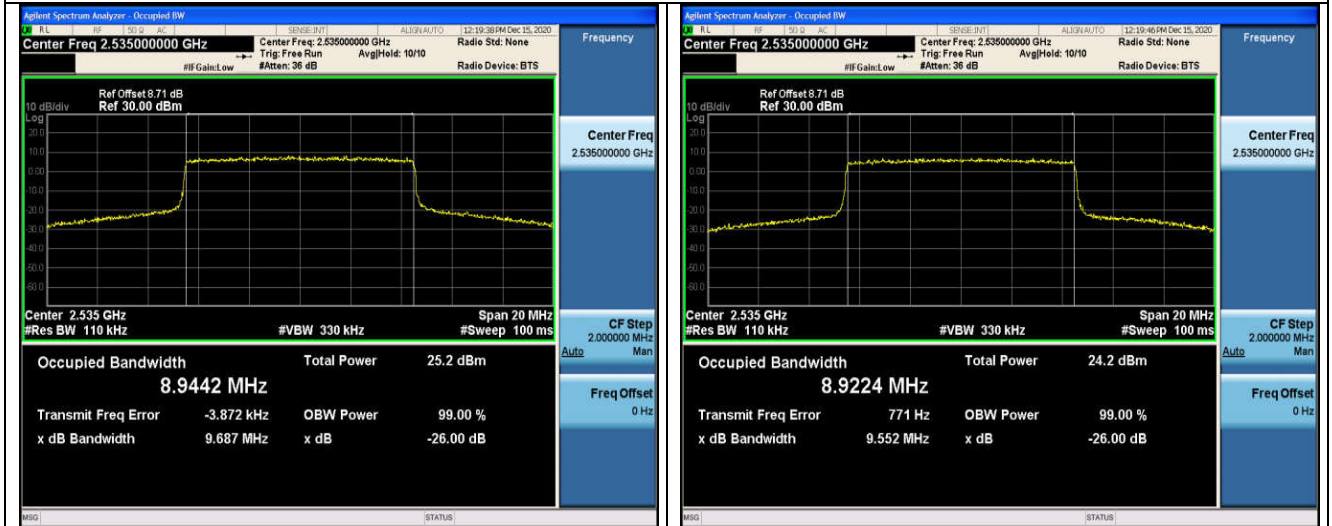 Agilent Spectrum Analyzer - Occupied BW
RL RF 50 Ω AC SENSE:INT ALIGN AUTO 12:19:38 PM Dec 15, 2020
Center Freq 2.535000000 GHz
Center Freq: 2.535000000 GHz
Radio Std: None
Trig: Free Run Avg|Hold: 10/10
#IFGain:Low #Atten: 36 dB Radio Device: BTS
Ref Offset 8.71 dB
10 dB/div Ref 30.00 dBm
Log
20.0
10.0
0.00
-10.0
-20.0
-30.0
-40.0
-50.0
-60.0
Center 2.535 GHz Span 20 MHz
#Res BW 110 kHz #VBW 330 kHz #Sweep 100 ms
Occupied Bandwidth Total Power 25.2 dBm
8.9442 MHz
Transmit Freq Error -3.872 kHz OBW Power 99.00 %
x dB Bandwidth 9.687 MHz x dB -26.00 dB
MSG STATUS
Frequency
Center Freq
2.535000000 GHz
CF Step
2.000000 MHz
Auto Man
Freq Offset
0 Hz
Agilent Spectrum Analyzer - Occupied BW
RL RF 50 Ω AC SENSE:INT ALIGN AUTO 12:19:46 PM Dec 15, 2020
Center Freq 2.535000000 GHz
Center Freq: 2.535000000 GHz
Radio Std: None
Trig: Free Run Avg|Hold: 10/10
#IFGain:Low #Atten: 36 dB Radio Device: BTS
Ref Offset 8.71 dB
10 dB/div Ref 30.00 dBm
Log
20.0
10.0
0.00
-10.0
-20.0
-30.0
-40.0
-50.0
-60.0
Center 2.535 GHz Span 20 MHz
#Res BW 110 kHz #VBW 330 kHz #Sweep 100 ms
Occupied Bandwidth Total Power 24.2 dBm
8.9224 MHz
Transmit Freq Error 771 Hz OBW Power 99.00 %
x dB Bandwidth 9.552 MHz x dB -26.00 dB
MSG STATUS
Frequency
Center Freq
2.535000000 GHz
CF Step
2.000000 MHz
Auto Man
Freq Offset
0 Hz